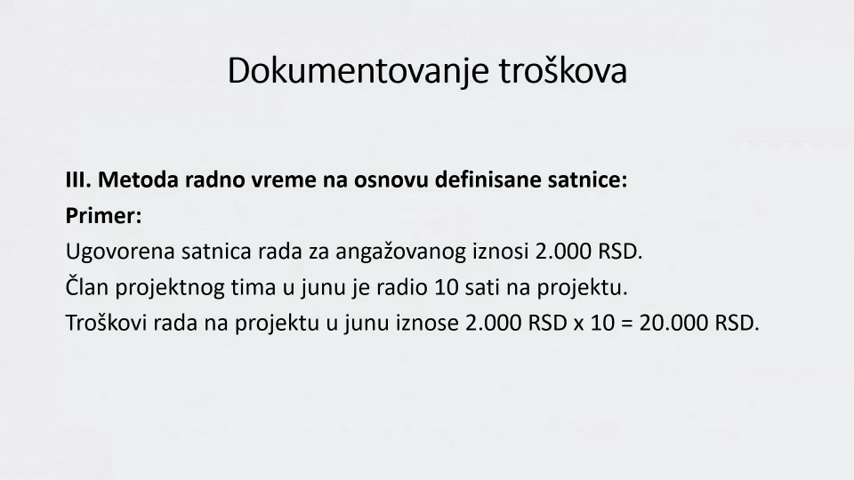 Dokumentovanje troškova
III. Metoda radno vreme na osnovu definisane satnice:
Primer:
Ugovorena satnica rada za angažovanog iznosi 2.000 RSD.
Član projektnog tima u junu je radio 10 sati na projektu.
Troškovi rada na projektu u junu iznose 2.000 RSD x 10 = 20.000 RSD.